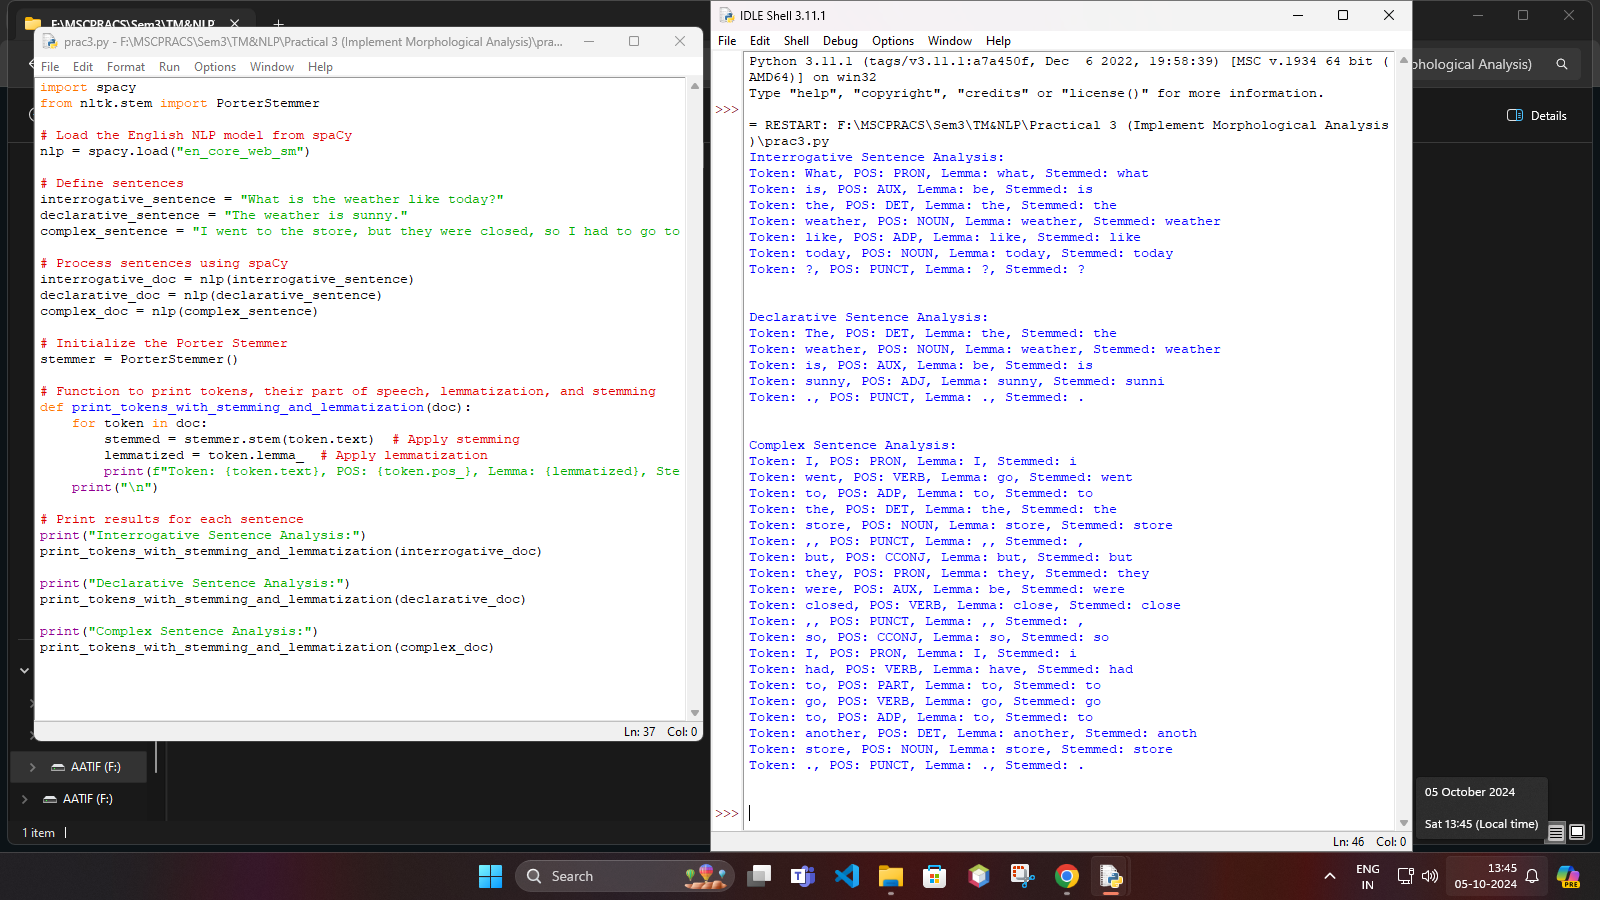 F:\MSCPRACS\Sem3\TM&NLP\
prac3.py - F:\MSCPRACS\Sem3\TM&NLP\Practical 3 (Implement Morphological Analysis)\pra...
File Edit Format Run Options Window Help
import spacy
from nltk.stem import PorterStemmer
# Load the English NLP model from spaCy
nlp = spacy.load("en_core_web_sm")
# Define sentences
interrogative_sentence = "What is the weather like today?"
declarative_sentence = "The weather is sunny."
complex_sentence = "I went to the store, but they were closed, so I had to go to
# Process sentences using spaCy
interrogative_doc = nlp(interrogative_sentence)
declarative_doc = nlp(declarative_sentence)
complex_doc = nlp(complex_sentence)
# Initialize the Porter Stemmer
stemmer = PorterStemmer()
# Function to print tokens, their part of speech, lemmatization, and stemming
def print_tokens_with_stemming_and_lemmatization(doc):
for token in doc:
stemmed = stemmer.stem(token.text)  # Apply stemming
lemmatized = token.lemma_  # Apply lemmatization
print(f"Token: {token.text}, POS: {token.pos_}, Lemma: {lemmatized}, Ste
print("\n")
# Print results for each sentence
print("Interrogative Sentence Analysis:")
print_tokens_with_stemming_and_lemmatization(interrogative_doc)
print("Declarative Sentence Analysis:")
print_tokens_with_stemming_and_lemmatization(declarative_doc)
print("Complex Sentence Analysis:")
print_tokens_with_stemming_and_lemmatization(complex_doc)
Ln: 37 Col: 0
AATIF (F:)
AATIF (F:)
1 item
IDLE Shell 3.11.1
File Edit Shell Debug Options Window Help
Python 3.11.1 (tags/v3.11.1:a7a450f, Dec  6 2022, 19:58:39) [MSC v.1934 64 bit (
AMD64)] on win32
Type "help", "copyright", "credits" or "license()" for more information.
>>>
= RESTART: F:\MSCPRACS\Sem3\TM&NLP\Practical 3 (Implement Morphological Analysis
)\prac3.py
Interrogative Sentence Analysis:
Token: What, POS: PRON, Lemma: what, Stemmed: what
Token: is, POS: AUX, Lemma: be, Stemmed: is
Token: the, POS: DET, Lemma: the, Stemmed: the
Token: weather, POS: NOUN, Lemma: weather, Stemmed: weather
Token: like, POS: ADP, Lemma: like, Stemmed: like
Token: today, POS: NOUN, Lemma: today, Stemmed: today
Token: ?, POS: PUNCT, Lemma: ?, Stemmed: ?
Declarative Sentence Analysis:
Token: The, POS: DET, Lemma: the, Stemmed: the
Token: weather, POS: NOUN, Lemma: weather, Stemmed: weather
Token: is, POS: AUX, Lemma: be, Stemmed: is
Token: sunny, POS: ADJ, Lemma: sunny, Stemmed: sunni
Token: ., POS: PUNCT, Lemma: ., Stemmed: .
Complex Sentence Analysis:
Token: I, POS: PRON, Lemma: I, Stemmed: i
Token: went, POS: VERB, Lemma: go, Stemmed: went
Token: to, POS: ADP, Lemma: to, Stemmed: to
Token: the, POS: DET, Lemma: the, Stemmed: the
Token: store, POS: NOUN, Lemma: store, Stemmed: store
Token: ,, POS: PUNCT, Lemma: ,, Stemmed: ,
Token: but, POS: CCONJ, Lemma: but, Stemmed: but
Token: they, POS: PRON, Lemma: they, Stemmed: they
Token: were, POS: AUX, Lemma: be, Stemmed: were
Token: closed, POS: VERB, Lemma: close, Stemmed: close
Token: ,, POS: PUNCT, Lemma: ,, Stemmed: ,
Token: so, POS: CCONJ, Lemma: so, Stemmed: so
Token: I, POS: PRON, Lemma: I, Stemmed: i
Token: had, POS: VERB, Lemma: have, Stemmed: had
Token: to, POS: PART, Lemma: to, Stemmed: to
Token: go, POS: VERB, Lemma: go, Stemmed: go
Token: to, POS: ADP, Lemma: to, Stemmed: to
Token: another, POS: DET, Lemma: another, Stemmed: anoth
Token: store, POS: NOUN, Lemma: store, Stemmed: store
Token: ., POS: PUNCT, Lemma: ., Stemmed: .
>>>
Ln: 46 Col: 0
phological Analysis)
Details
05 October 2024
Sat 13:45 (Local time)
Search
ENG
IN
13:45
05-10-2024
PRE